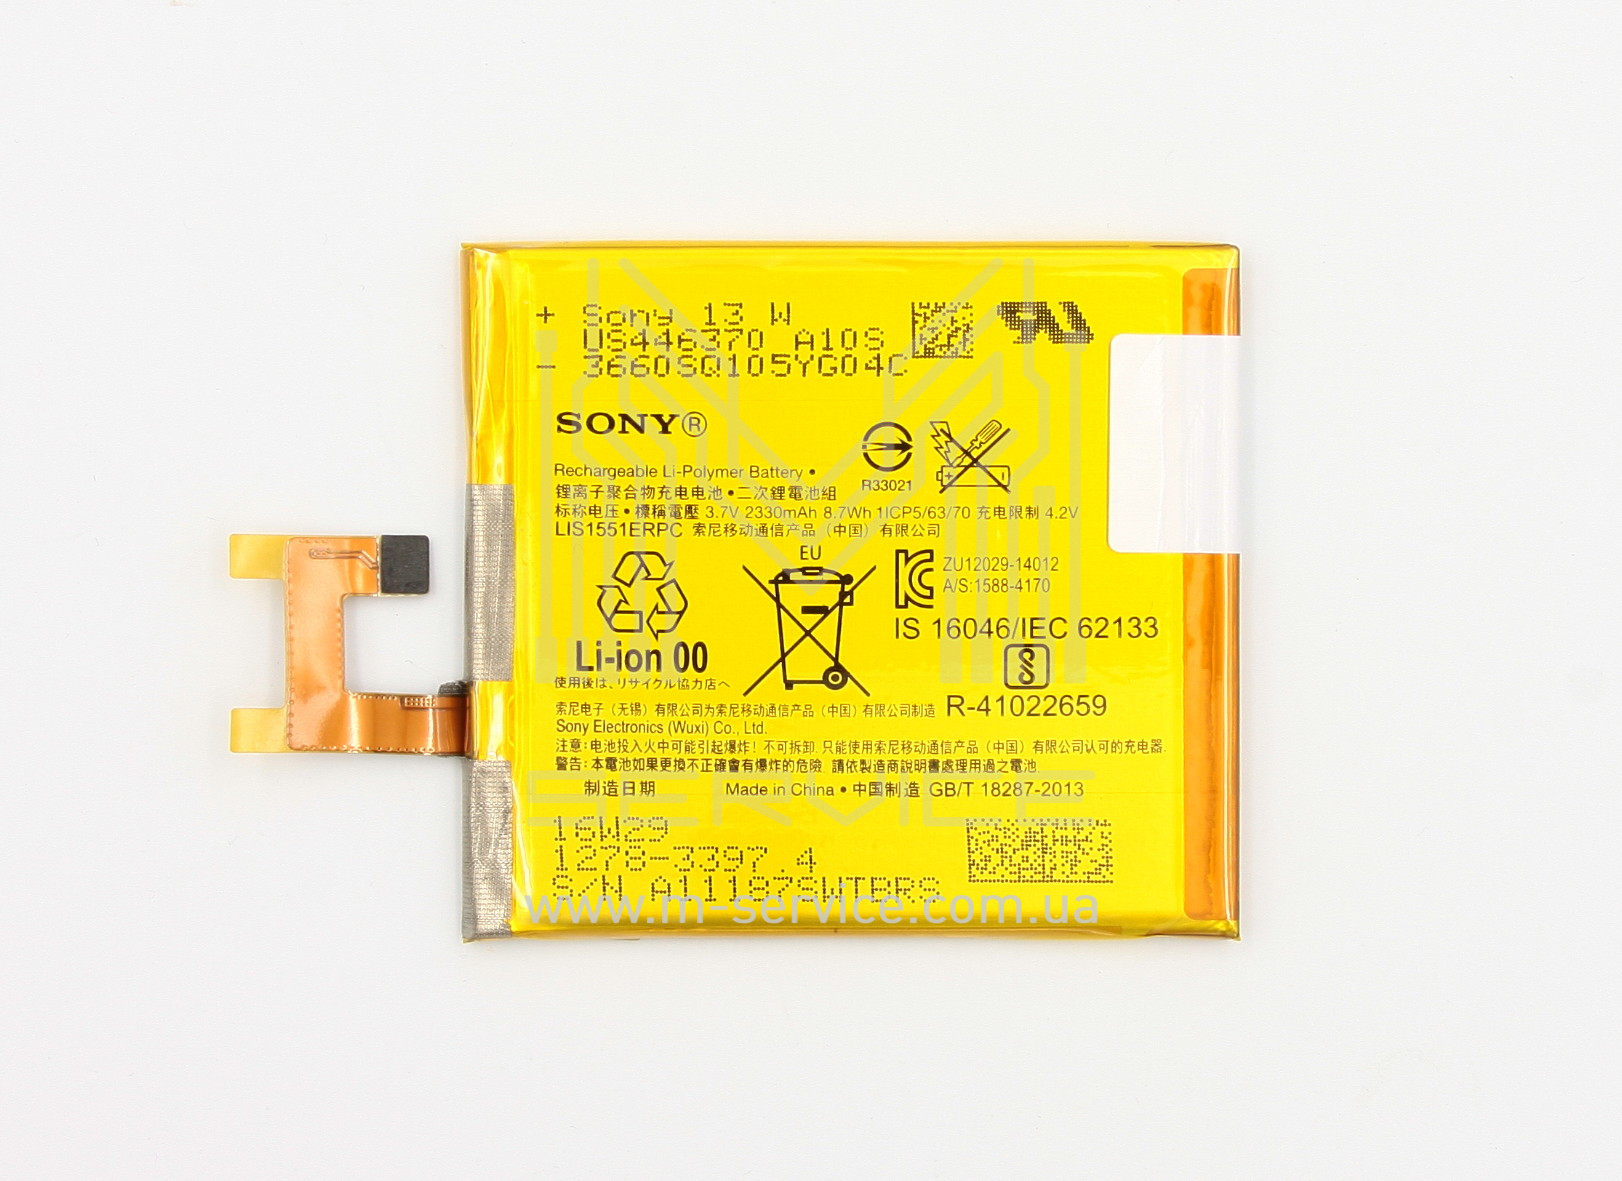 + Sony 13 W
US446370 A10S
- 3660SQ105YG04C
SONY®
Rechargeable Li-Polymer Battery •
R33021
锂离子聚合物充电电池 • 二次鋰電池組
标称电压 • 標稱電壓 3.7V 2330mAh 8.7Wh 1ICP5/63/70 充电限制 4.2V
LIS1551ERPC 索尼移动通信产品（中国）有限公司
EU
ZU12029-14012
A/S:1588-4170
IS 16046/IEC 62133
Li-ion 00
使用後は、リサイクル協力店へ
R-41022659
索尼电子（无锡）有限公司为索尼移动通信产品（中国）有限公司制造
Sony Electronics (Wuxi) Co., Ltd.
注意: 电池投入火中可能引起爆炸！不可拆卸. 只能使用索尼移动通信产品（中国）有限公司认可的充电器.
警告: 本電池如果更換不正確會有爆炸的危險. 請依製造商說明書處理用過之電池.
制造日期 Made in China • 中国制造 GB/T 18287-2013
SERVICE
16W29
1278-3397.4
S/N A11187SWTBRS
www.m-service.com.ua